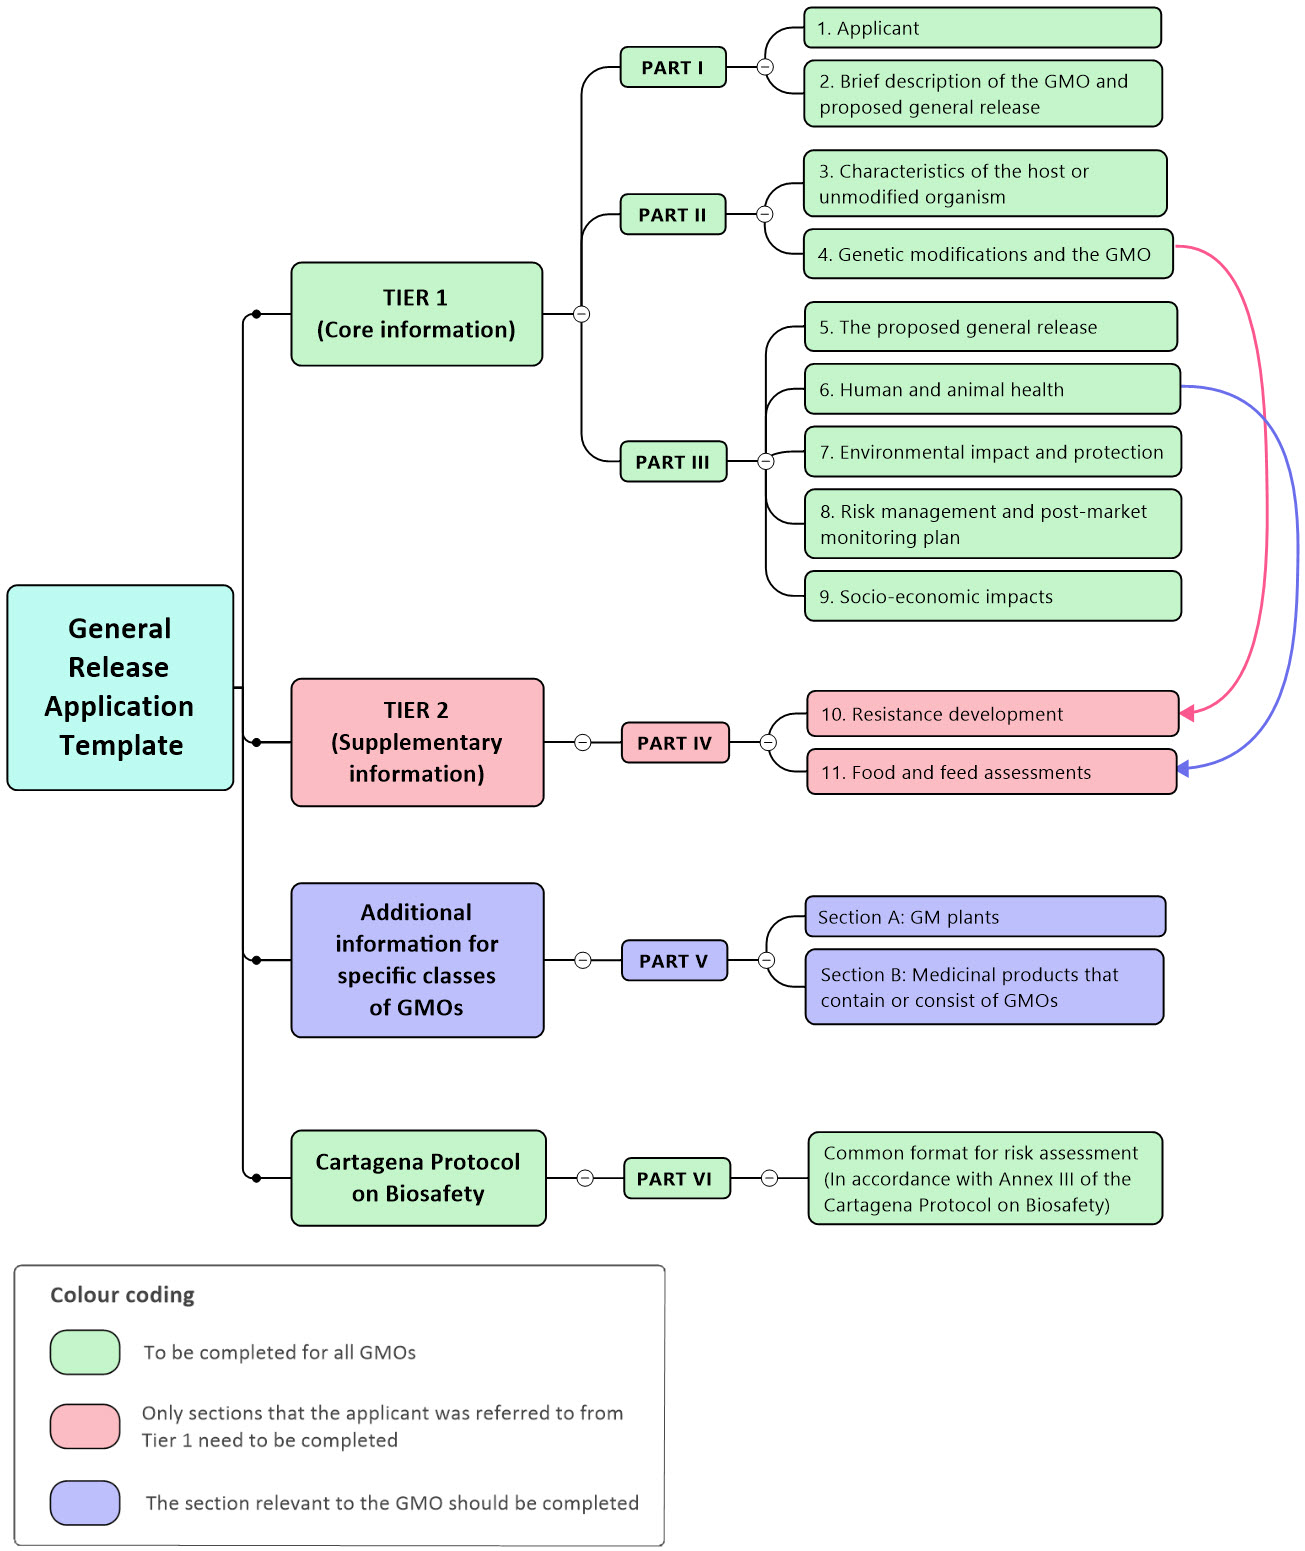 General
Release
Application
Template
TIER 1
(Core information)
PART I
1. Applicant
2. Brief description of the GMO and
proposed general release
PART II
3. Characteristics of the host or
unmodified organism
4. Genetic modifications and the GMO
PART III
5. The proposed general release
6. Human and animal health
7. Environmental impact and protection
8. Risk management and post-market
monitoring plan
9. Socio-economic impacts
TIER 2
(Supplementary
information)
PART IV
10. Resistance development
11. Food and feed assessments
Additional
information for
specific classes
of GMOs
PART V
Section A: GM plants
Section B: Medicinal products that
contain or consist of GMOs
Cartagena Protocol
on Biosafety
PART VI
Common format for risk assessment
(In accordance with Annex III of the
Cartagena Protocol on Biosafety)
Colour coding
To be completed for all GMOs
Only sections that the applicant was referred to from
Tier 1 need to be completed
The section relevant to the GMO should be completed